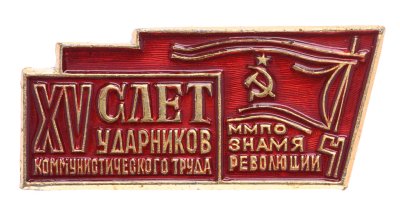 XV СЛЕТ
УДАРНИКОВ
КОММУНИСТИЧЕСКОГО ТРУДА
ММПО
ЗНАМЯ
РЕВОЛЮЦИИ